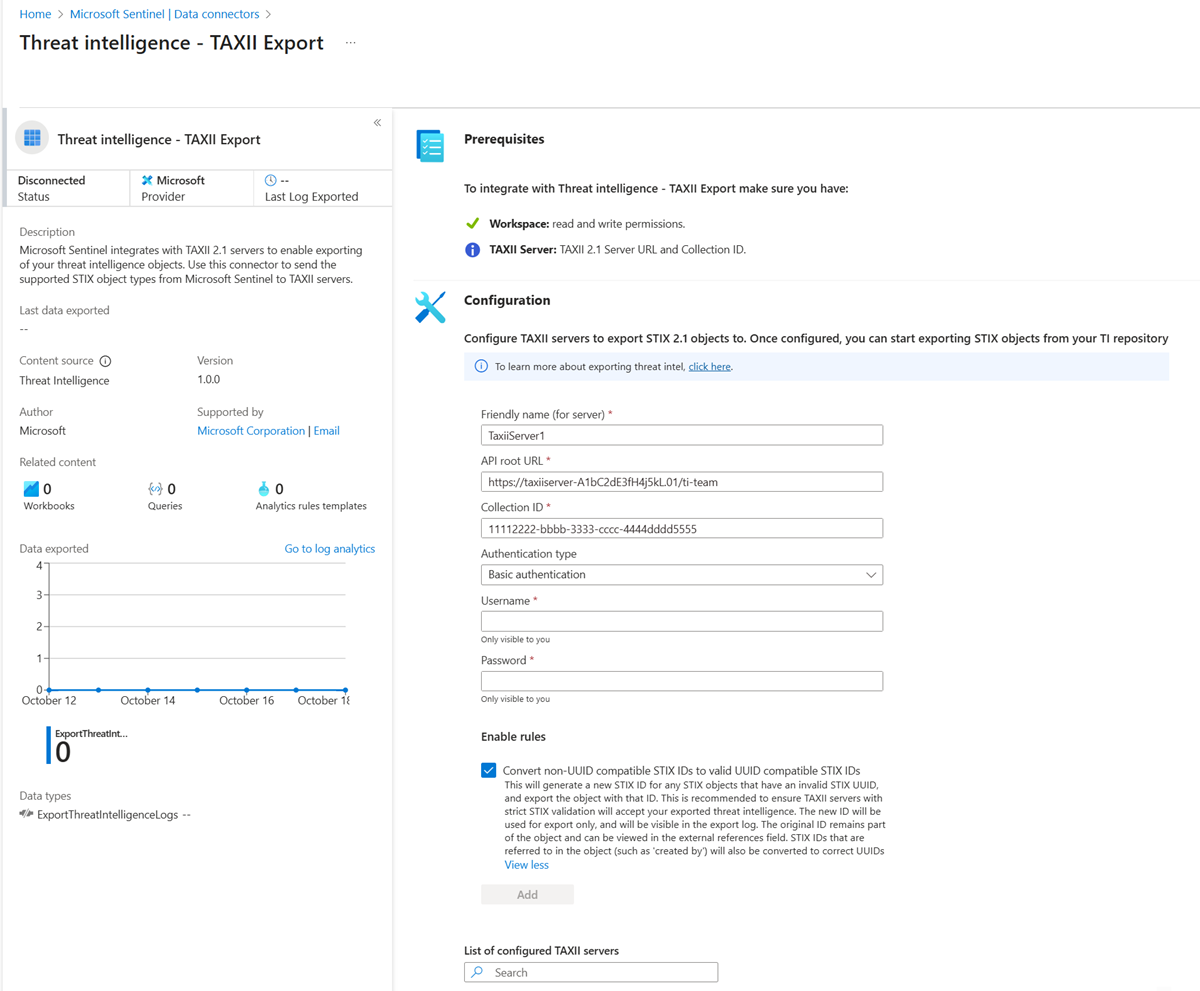 Home > Microsoft Sentinel | Data connectors >
Threat intelligence - TAXII Export ...
«
Threat intelligence - TAXII Export
Disconnected
Status
Microsoft
Provider
--
Last Log Exported
Description
Microsoft Sentinel integrates with TAXII 2.1 servers to enable exporting
of your threat intelligence objects. Use this connector to send the
supported STIX object types from Microsoft Sentinel to TAXII servers.
Last data exported
--
Content source
Version
Threat Intelligence
1.0.0
Author
Supported by
Microsoft
Microsoft Corporation | Email
Related content
0
Workbooks
0
Queries
0
Analytics rules templates
Data exported
Go to log analytics
4
3
2
1
0
October 12 October 14 October 16 October 18
ExportThreatInt...
0
Data types
ExportThreatIntelligenceLogs --
Prerequisites
To integrate with Threat intelligence - TAXII Export make sure you have:
Workspace: read and write permissions.
TAXII Server: TAXII 2.1 Server URL and Collection ID.
Configuration
Configure TAXII servers to export STIX 2.1 objects to. Once configured, you can start exporting STIX objects from your TI repository
To learn more about exporting threat intel, click here.
Friendly name (for server) *
TaxiiServer1
API root URL *
https://taxiiserver-A1bC2dE3fH4j5kL.01/ti-team
Collection ID *
11112222-bbbb-3333-cccc-4444dddd5555
Authentication type
Basic authentication
Username *
Only visible to you
Password *
Only visible to you
Enable rules
Convert non-UUID compatible STIX IDs to valid UUID compatible STIX IDs
This will generate a new STIX ID for any STIX objects that have an invalid STIX UUID,
and export the object with that ID. This is recommended to ensure TAXII servers with
strict STIX validation will accept your exported threat intelligence. The new ID will be
used for export only, and will be visible in the export log. The original ID remains part
of the object and can be viewed in the external references field. STIX IDs that are
referred to in the object (such as 'created by') will also be converted to correct UUIDs
View less
Add
List of configured TAXII servers
Search